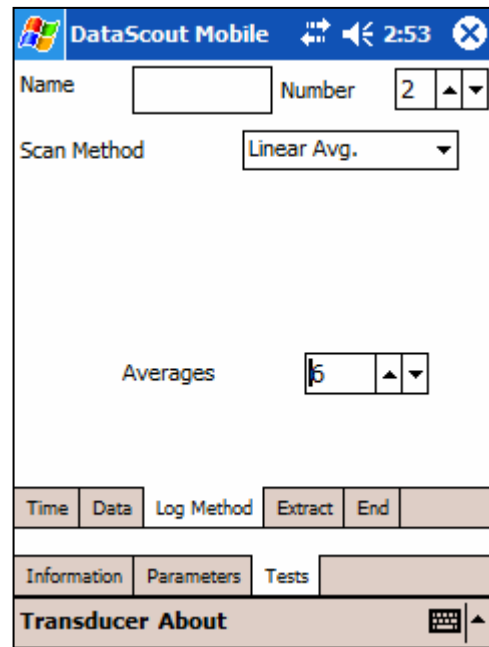 DataScout Mobile 2:53
Name Number 2
Scan Method Linear Avg.
Averages 6
Time Data Log Method Extract End
Information Parameters Tests
Transducer About